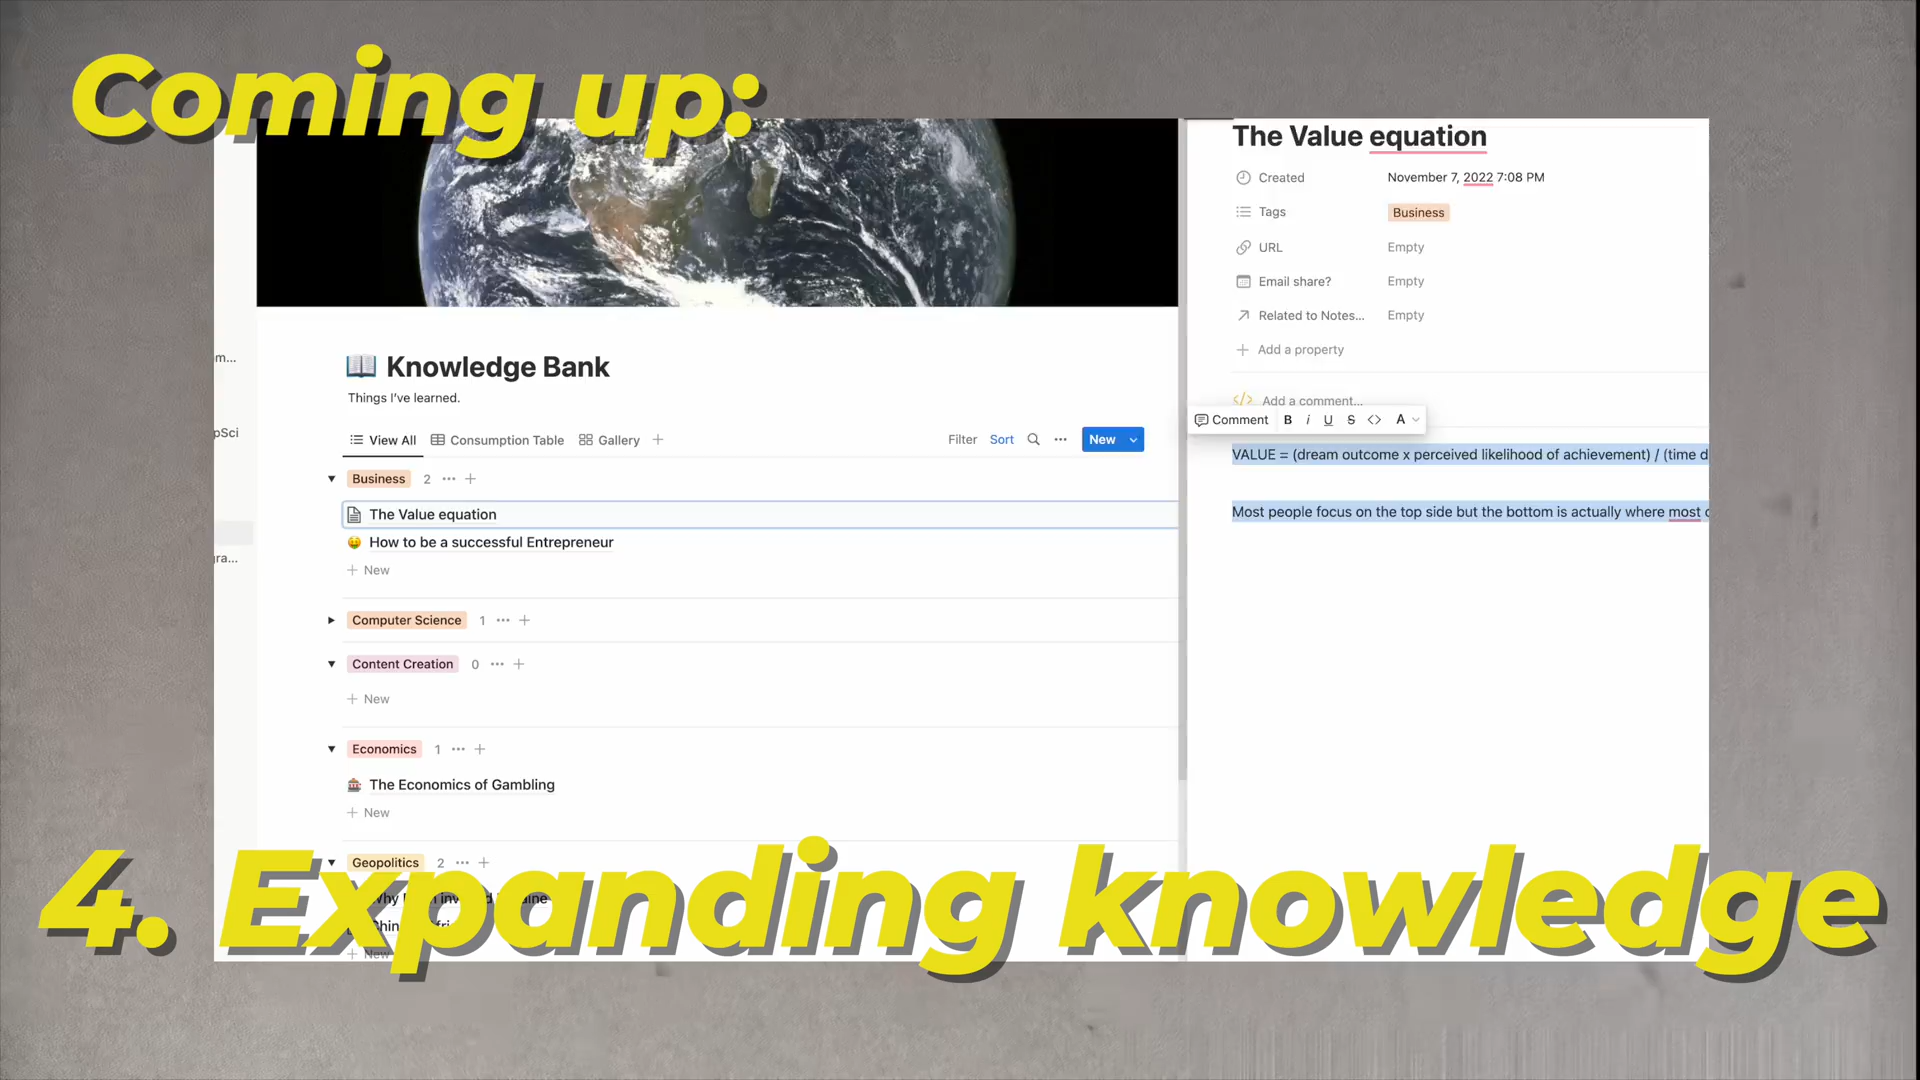 Coming up:
The Value equation
Created November 7, 2022 7:08 PM
Tags Business
URL Empty
Email share? Empty
Related to Notes... Empty
Add a property
Add a comment...
Comment B i U S <> A
VALUE = (dream outcome x perceived likelihood of achievement) / (time d
Most people focus on the top side but the bottom is actually where most
m...
pSci
ra...
Knowledge Bank
Things I've learned.
View All Consumption Table Gallery
Filter Sort New
Business 2
The Value equation
How to be a successful Entrepreneur
New
Computer Science 1
Content Creation 0
New
Economics 1
The Economics of Gambling
New
Geopolitics 2
New
4. Expanding knowledge